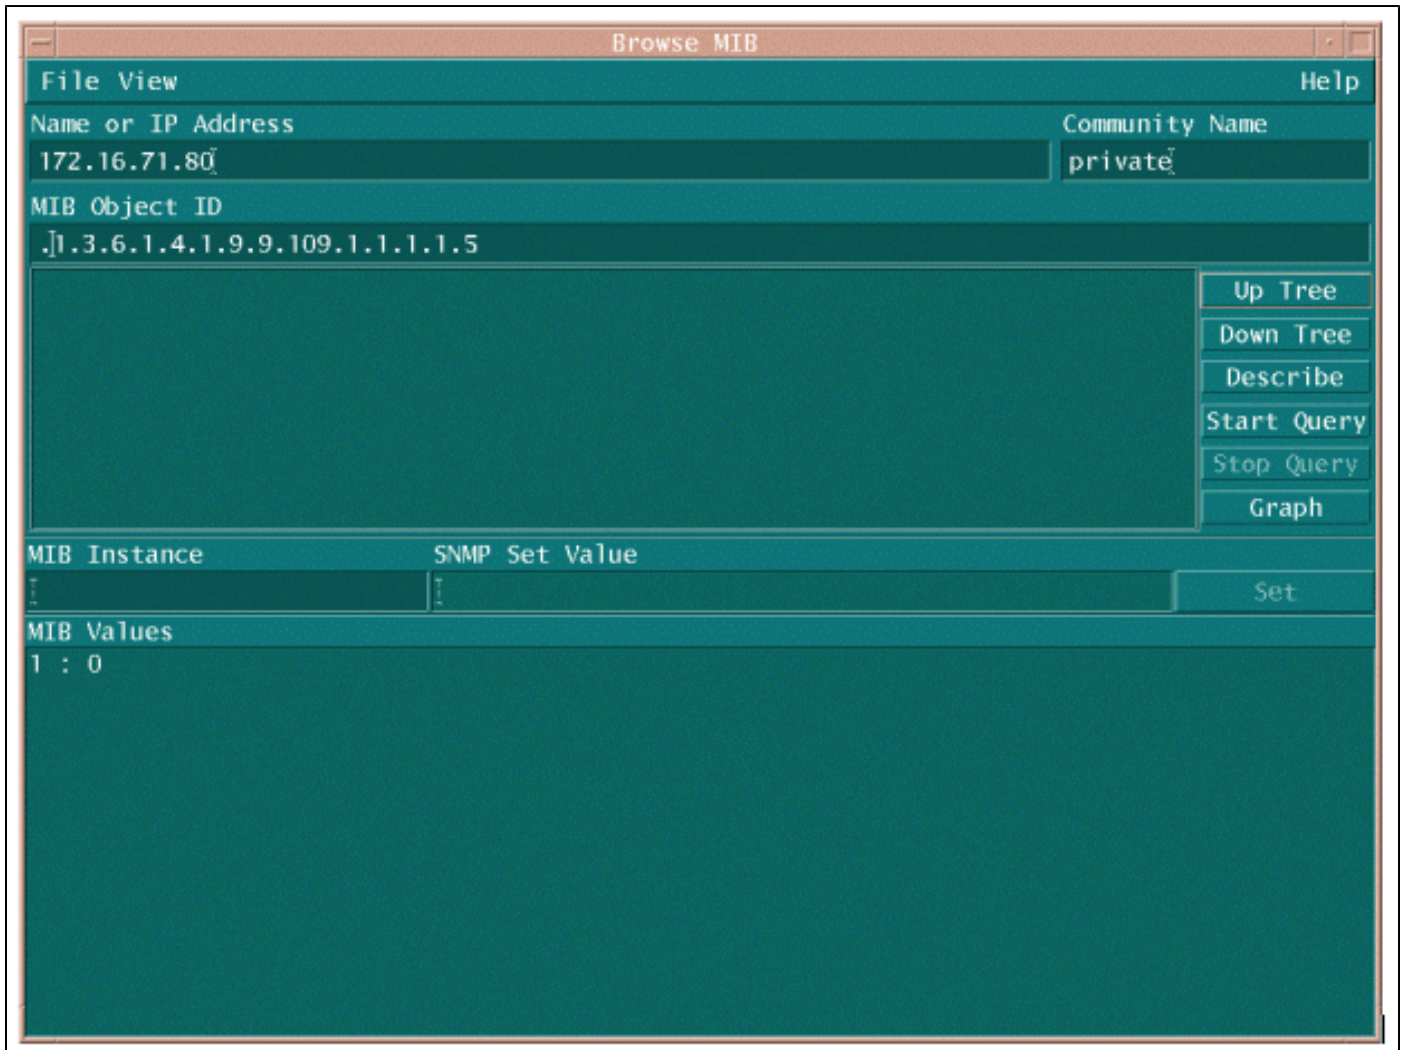 Browse MIB
File View Help
Name or IP Address Community Name
172.16.71.80 private
MIB Object ID
.1.3.6.1.4.1.9.9.109.1.1.1.1.5
Up Tree
Down Tree
Describe
Start Query
Stop Query
Graph
MIB Instance SNMP Set Value
Set
MIB Values
1 : 0